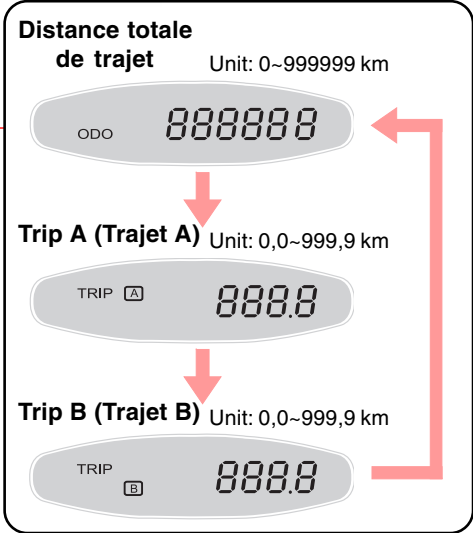 Distance totale
de trajet Unit: 0~999999 km
ODO 888888
Trip A (Trajet A) Unit: 0,0~999,9 km
TRIP A 888.8
Trip B (Trajet B) Unit: 0,0~999,9 km
TRIP
B 888.8